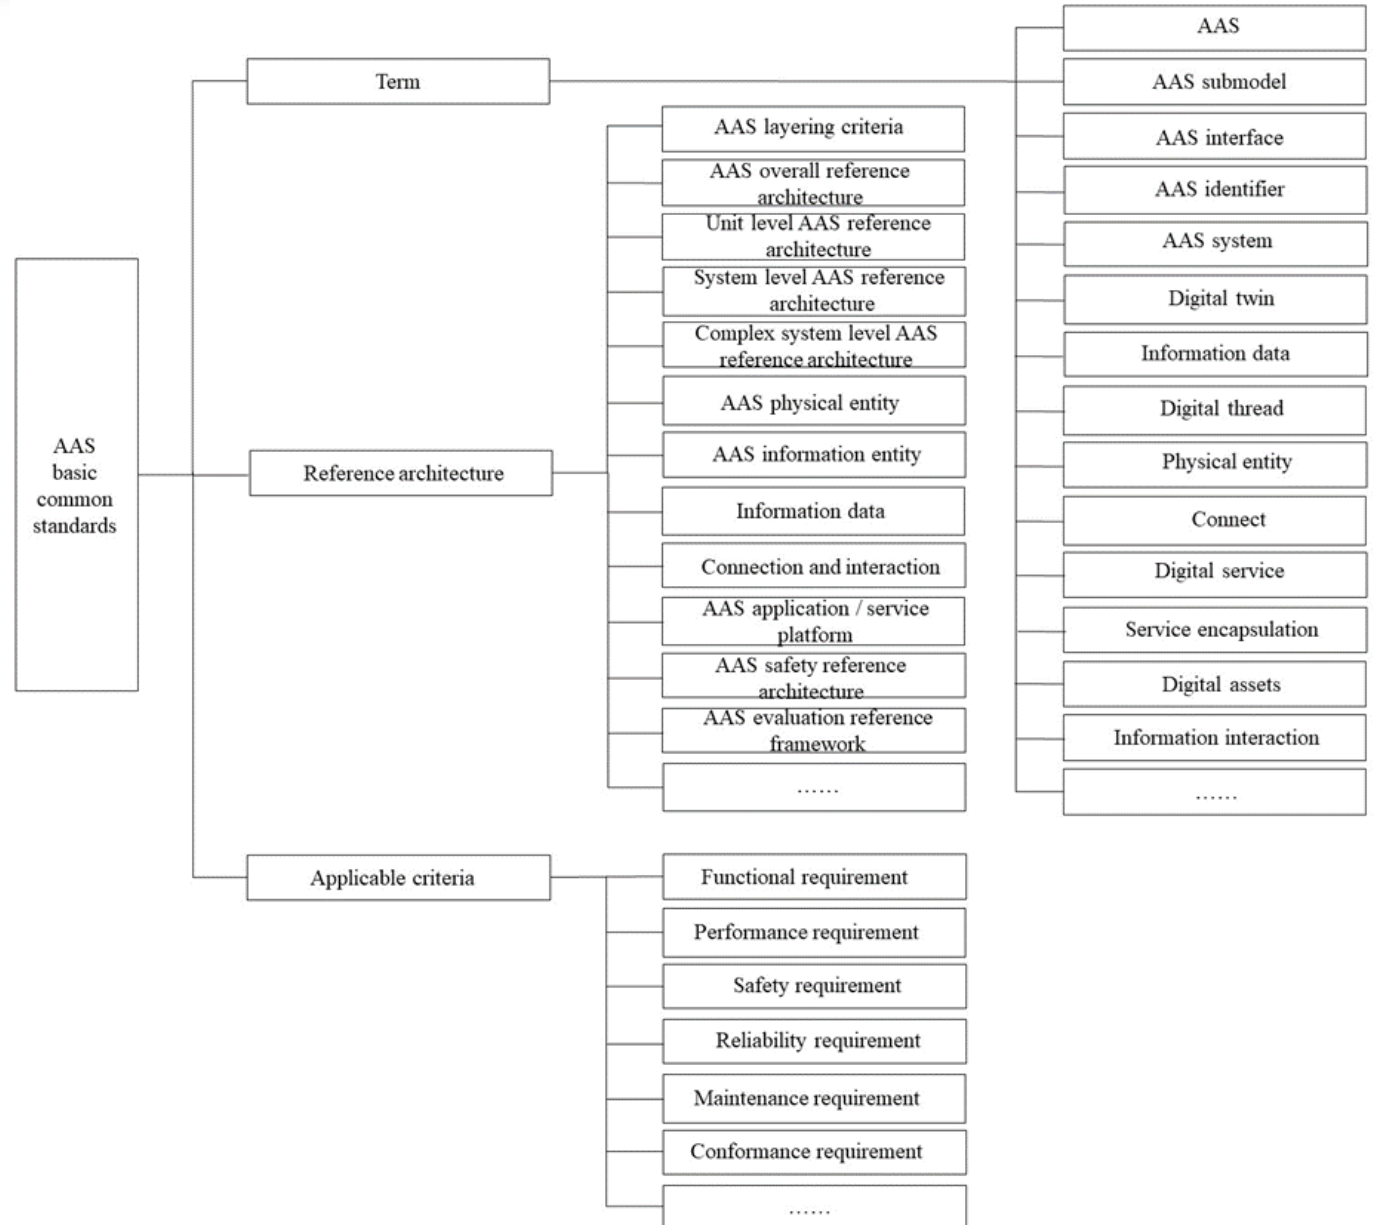 AAS
basic
common
standards
Term
AAS
AAS submodel
AAS interface
AAS identifier
AAS system
Digital twin
Information data
Digital thread
Physical entity
Connect
Digital service
Service encapsulation
Digital assets
Information interaction
......
Reference architecture
AAS layering criteria
AAS overall reference
architecture
Unit level AAS reference
architecture
System level AAS reference
architecture
Complex system level AAS
reference architecture
AAS physical entity
AAS information entity
Information data
Connection and interaction
AAS application / service
platform
AAS safety reference
architecture
AAS evaluation reference
framework
......
Applicable criteria
Functional requirement
Performance requirement
Safety requirement
Reliability requirement
Maintenance requirement
Conformance requirement
......